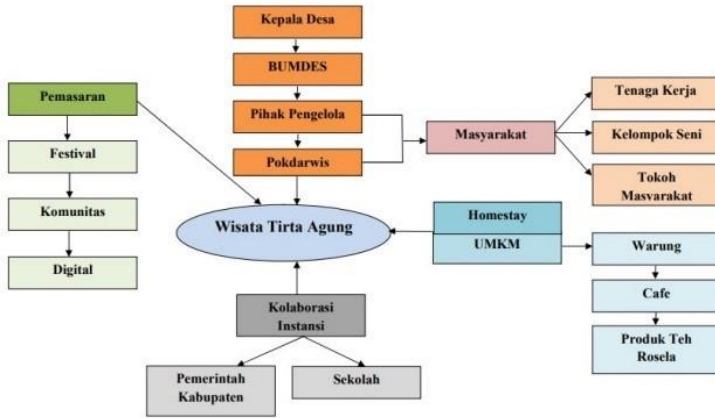 Kepala Desa
BUMDES
Pemasaran
Pihak Pengelola
Tenaga Kerja
Masyarakat
Kelompok Seni
Festival
Pokdarwis
Tokoh
Masvarakat
Komunitas
Wisata Tirta Agung
Homestay
UMKM
Warung
Digital
Cafe
Kolaborasi
Instansi
Produk Teh
Rosela
Pemerintah
Kabupaten
Sekolah